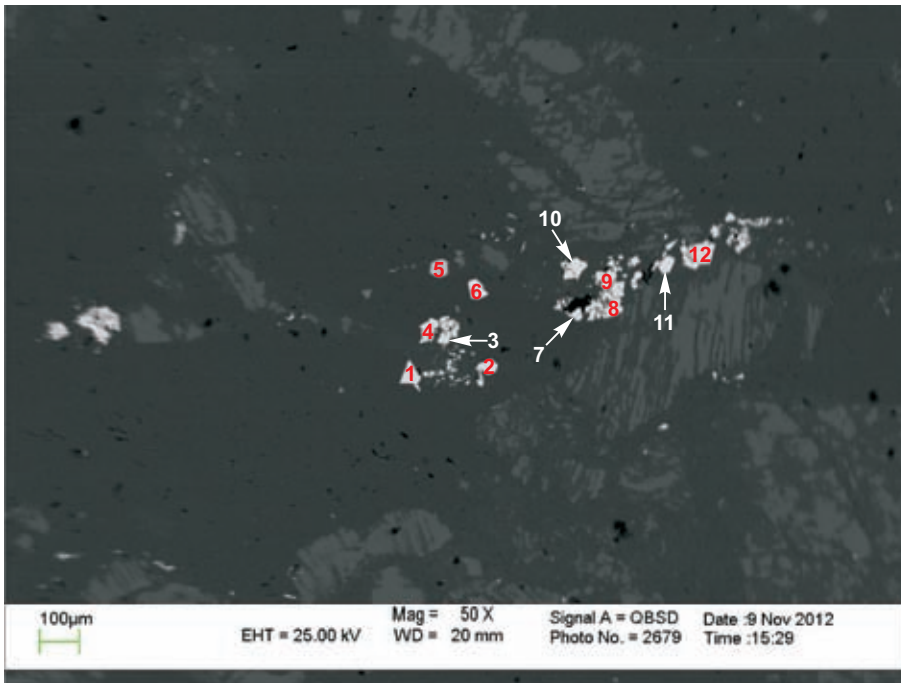 10
12
5
9
6
8
11
4
3
7
1
2
100µm
EHT = 25.00 kV
Mag = 50 X
WD = 20 mm
Signal A = QBSD
Photo No. = 2679
Date :9 Nov 2012
Time :15:29